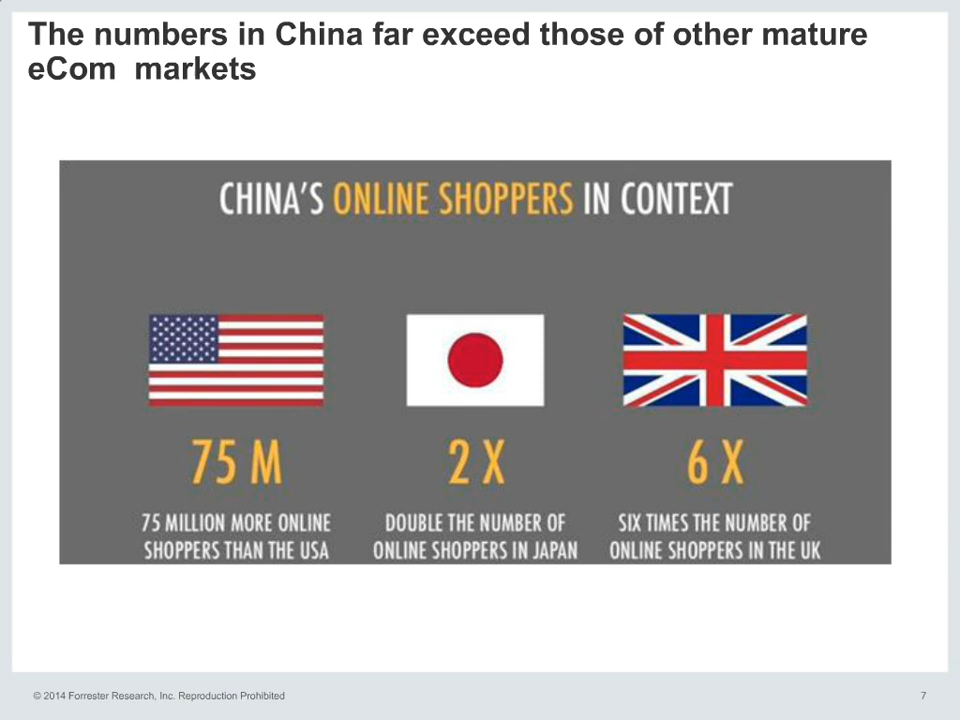 The numbers in China far exceed those of other mature
eCom markets
CHINA'S ONLINE SHOPPERS IN CONTEXT
75 M
2 X
6 X
75 MILLION MORE ONLINE
SHOPPERS THAN THE USA
DOUBLE THE NUMBER OF
ONLINE SHOPPERS IN JAPAN
SIX TIMES THE NUMBER OF
ONLINE SHOPPERS IN THE UK
© 2014 Forrester Research, Inc. Reproduction Prohibited
7